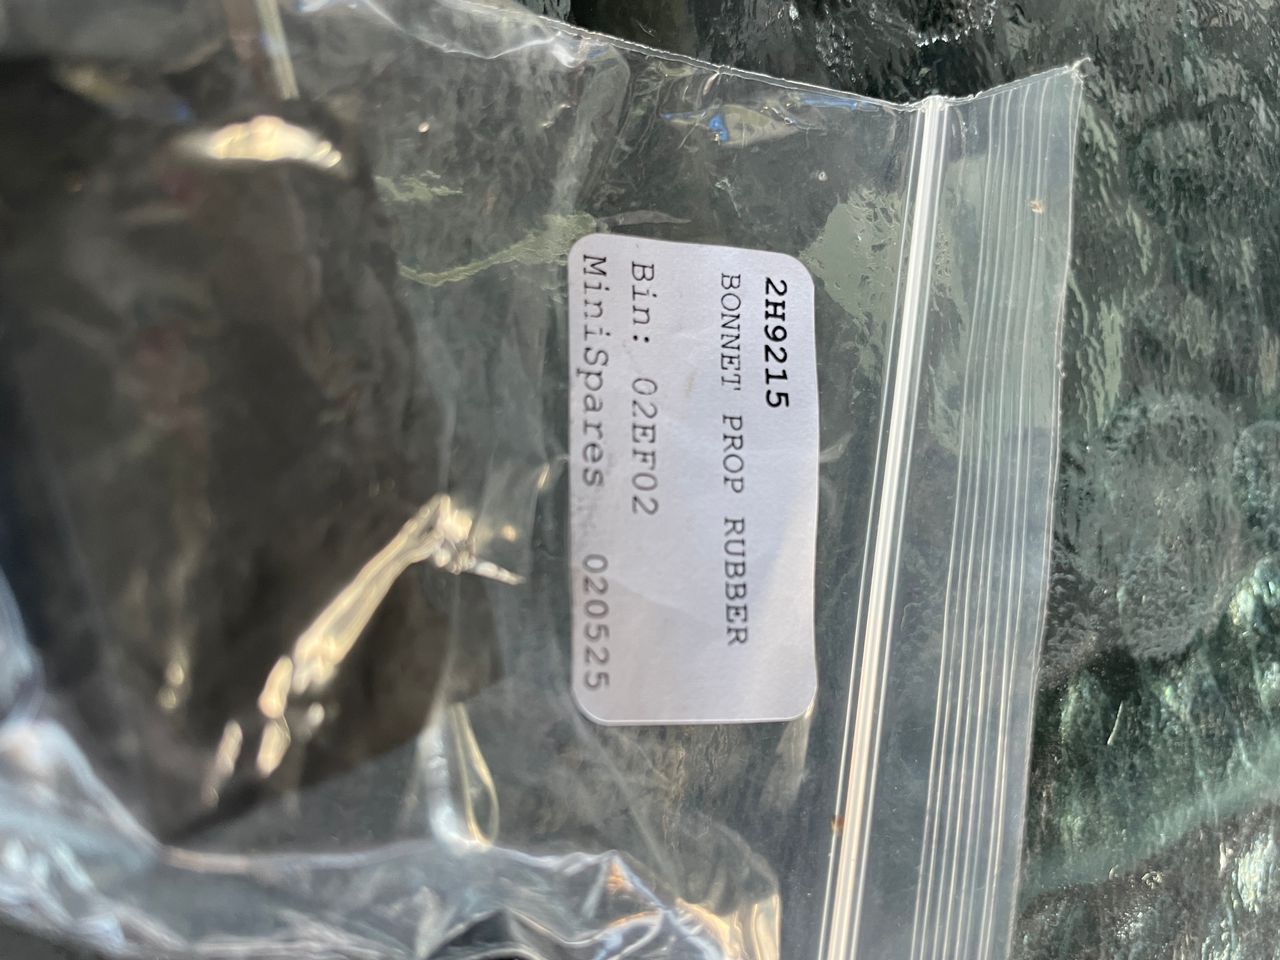 2H9215
BONNET PROP RUBBER
Bin: 02EF02
MiniSpares 020525